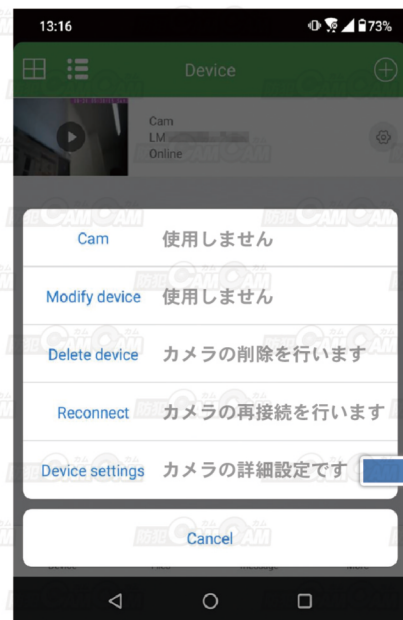 13:16 73%
Device
Cam
LM
Online
Cam 使用しません
Modify device 使用しません
Delete device カメラの削除を行います
Reconnect カメラの再接続を行います
Device settings カメラの詳細設定です
Cancel